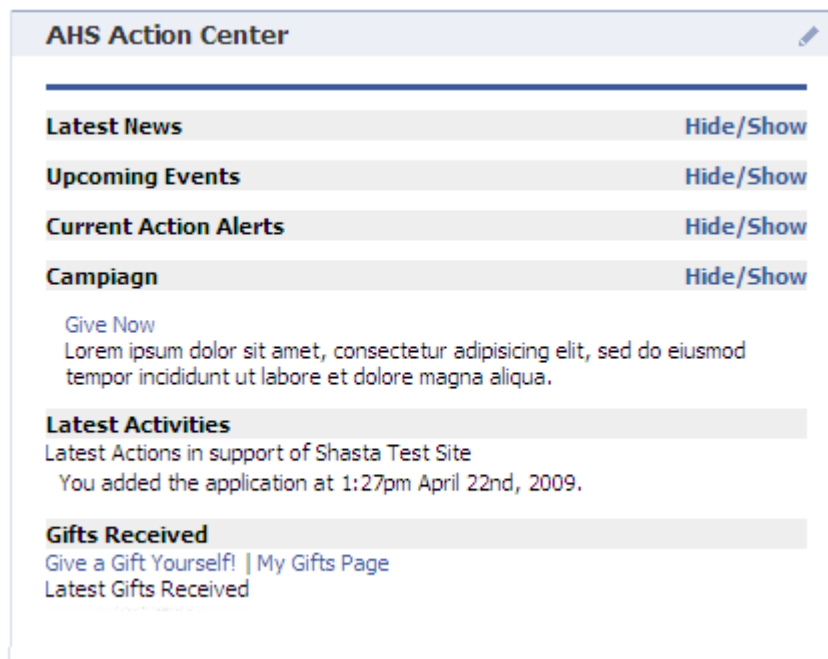 AHS Action Center
Latest News Hide/Show
Upcoming Events Hide/Show
Current Action Alerts Hide/Show
Campiagn Hide/Show
Give Now
Lorem ipsum dolor sit amet, consectetur adipisicing elit, sed do eiusmod
tempor incididunt ut labore et dolore magna aliqua.
Latest Activities
Latest Actions in support of Shasta Test Site
You added the application at 1:27pm April 22nd, 2009.
Gifts Received
Give a Gift Yourself! | My Gifts Page
Latest Gifts Received